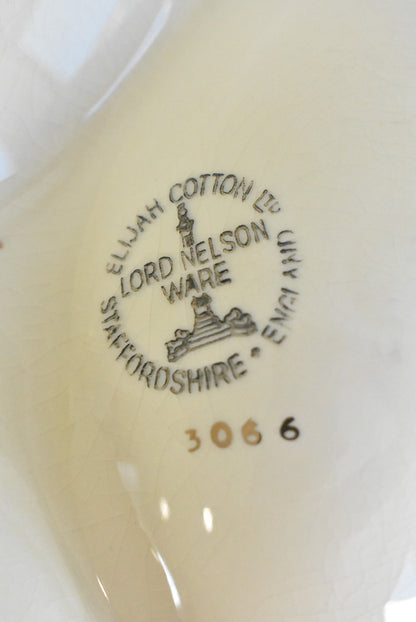 ELIJAH COTTON LTD
LORD NELSON
WARE
STAFFORDSHIRE • ENGLAND
3066